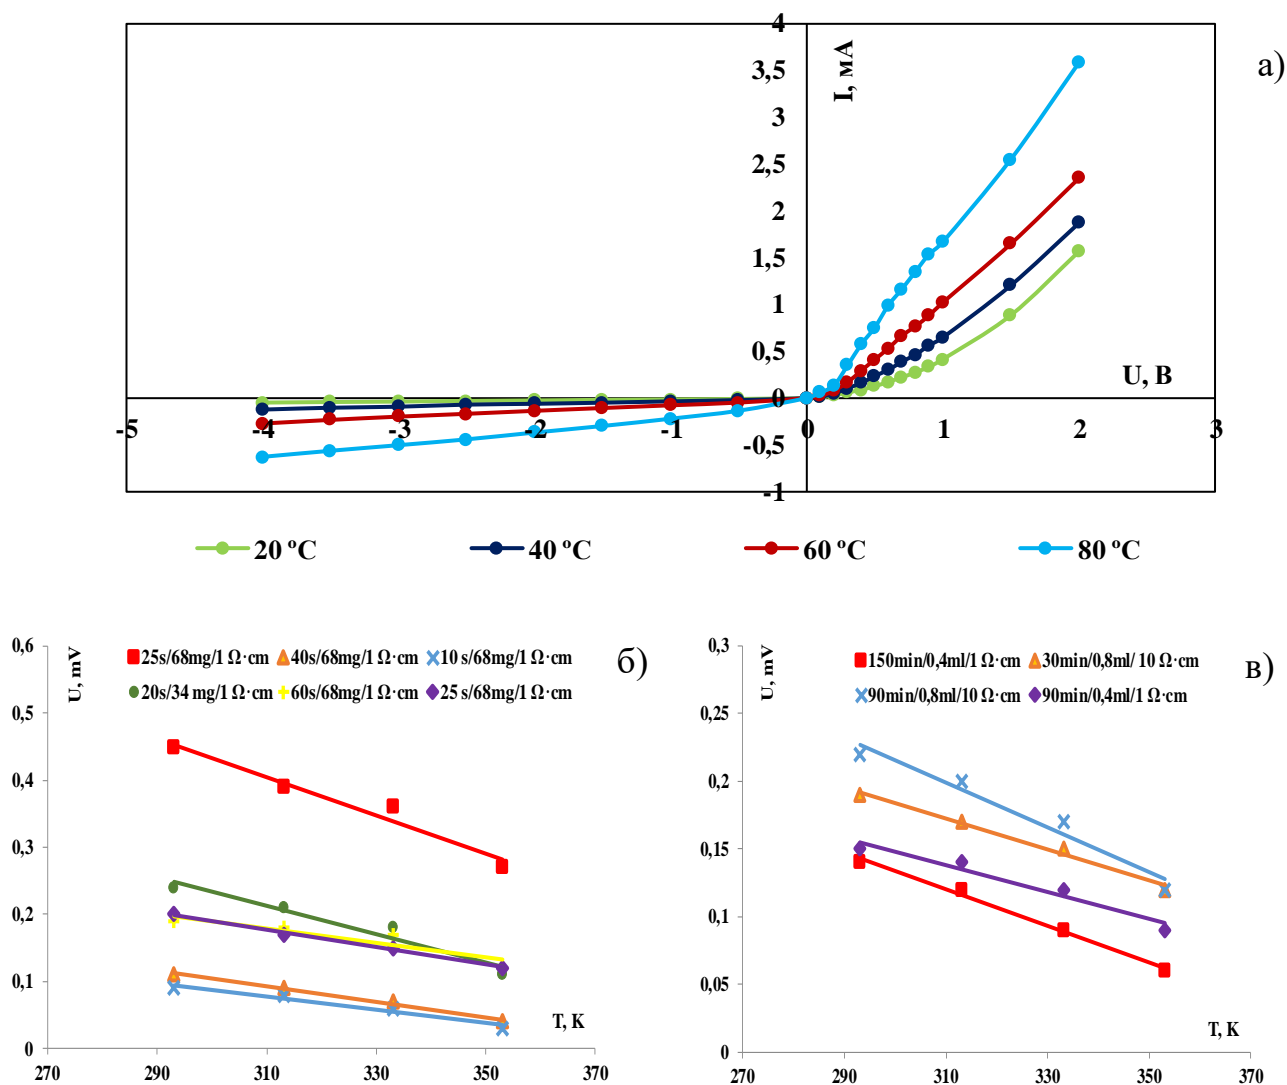 4
I, мА
а)
3,5
3
2,5
2
1,5
1
0,5
U, В
0
-5 -4 -3 -2 -1 0 1 2 3
-0,5
-1
20 ºC 40 ºC 60 ºC 80 ºC
0,6
U, mV
25s/68mg/1 Ω·cm 40s/68mg/1 Ω·cm 10 s/68mg/1 Ω·cm
20s/34 mg/1 Ω·cm 60s/68mg/1 Ω·cm 25 s/68mg/1 Ω·cm
б)
0,5
0,4
0,3
0,2
0,1
T, K
0
270 290 310 330 350 370
0,3
U, mV
150min/0,4ml/1 Ω·cm 30min/0,8ml/ 10 Ω·cm
90min/0,8ml/10 Ω·cm 90min/0,4ml/1 Ω·cm
в)
0,25
0,2
0,15
0,1
0,05
T, K
0
270 290 310 330 350 370